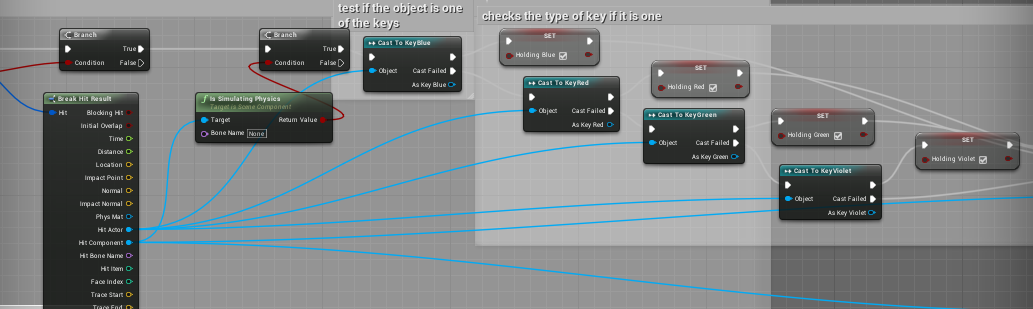 test if the object is one
of the keys
checks the type of key if it is one
Branch
True
Condition
False
Branch
True
Condition
False
Cast To KeyBlue
Object
Cast Failed
As Key Blue
SET
Holding Blue
Cast To KeyRed
Object
Cast Failed
As Key Red
SET
Holding Red
Cast To KeyGreen
Object
Cast Failed
As Key Green
SET
Holding Green
Cast To KeyViolet
Object
Cast Failed
As Key Violet
SET
Holding Violet
Break Hit Result
Hit
Blocking Hit
Initial Overlap
Time
Distance
Location
Impact Point
Normal
Impact Normal
Phys Mat
Hit Actor
Hit Component
Hit Bone Name
Hit Item
Face Index
Trace Start
Trace End
f Is Simulating Physics
Target is Scene Component
Target
Return Value
Bone Name None